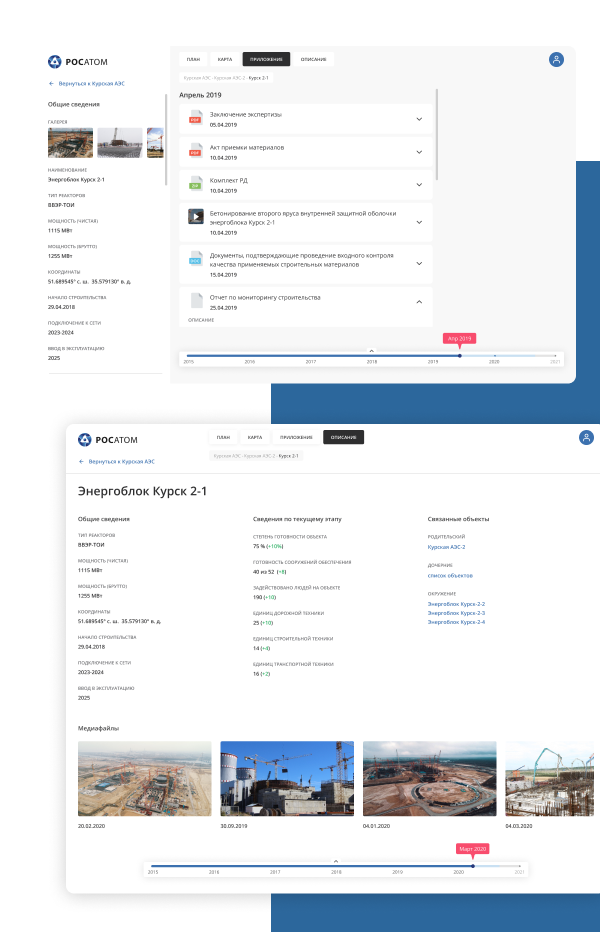 РОСАТОМ
← Вернуться к Курская АЭС
Общие сведения
ГАЛЕРЕЯ
НАИМЕНОВАНИЕ
Энергоблок Курск 2-1
ТИП РЕАКТОРОВ
ВВЭР-ТОИ
МОЩНОСТЬ (ЧИСТАЯ)
1115 МВт
МОЩНОСТЬ (БРУТТО)
1255 МВт
КООРДИНАТЫ
51.689545° с. ш. 35.579130° в. д.
НАЧАЛО СТРОИТЕЛЬСТВА
29.04.2018
ПОДКЛЮЧЕНИЕ К СЕТИ
2023-2024
ВВОД В ЭКСПЛУАТАЦИЮ
2025
ПЛАН КАРТА ПРИЛОЖЕНИЕ ОПИСАНИЕ
Курская АЭС - Курская АЭС-2 - Курск 2-1
Апрель 2019
PDF
Заключение экспертизы
05.04.2019
PDF
Акт приемки материалов
10.04.2019
ZIP
Комплект РД
10.04.2019
Бетонирование второго яруса внутренней защитной оболочки
энергоблока Курск 2-1
10.04.2019
DOC
Документы, подтверждающие проведение входного контроля
качества применяемых строительных материалов
15.04.2019
Отчет по мониторингу строительства
25.04.2019
ОПИСАНИЕ
Апр 2019
2015 2016 2017 2018 2019 2020 2021
РОСАТОМ
← Вернуться к Курская АЭС
ПЛАН КАРТА ПРИЛОЖЕНИЕ ОПИСАНИЕ
Курская АЭС - Курская АЭС-2 - Курск 2-1
Энергоблок Курск 2-1
Общие сведения
ТИП РЕАКТОРОВ
ВВЭР-ТОИ
МОЩНОСТЬ (ЧИСТАЯ)
1115 МВт
МОЩНОСТЬ (БРУТТО)
1255 МВт
КООРДИНАТЫ
51.689545° с. ш. 35.579130° в. д.
НАЧАЛО СТРОИТЕЛЬСТВА
29.04.2018
ПОДКЛЮЧЕНИЕ К СЕТИ
2023-2024
ВВОД В ЭКСПЛУАТАЦИЮ
2025
Сведения по текущему этапу
СТЕПЕНЬ ГОТОВНОСТИ ОБЪЕКТА
75 % (+10%)
ГОТОВНОСТЬ СООРУЖЕНИЙ ОБЕСПЕЧЕНИЯ
40 из 52 (+8)
ЗАДЕЙСТВОВАНО ЛЮДЕЙ НА ОБЪЕКТЕ
190 (+10)
ЕДИНИЦ ДОРОЖНОЙ ТЕХНИКИ
25 (+10)
ЕДИНИЦ СТРОИТЕЛЬНОЙ ТЕХНИКИ
14 (+4)
ЕДИНИЦ ТРАНСПОРТНОЙ ТЕХНИКИ
16 (+2)
Связанные объекты
РОДИТЕЛЬСКИЙ
Курская АЭС-2
ДОЧЕРНИЕ
список объектов
ОКРУЖЕНИЕ
Энергоблок Курск-2-2
Энергоблок Курск-2-3
Энергоблок Курск-2-4
Медиафайлы
20.02.2020 30.09.2019 04.01.2020 04.03.2020
Март 2020
2015 2016 2017 2018 2019 2020 2021